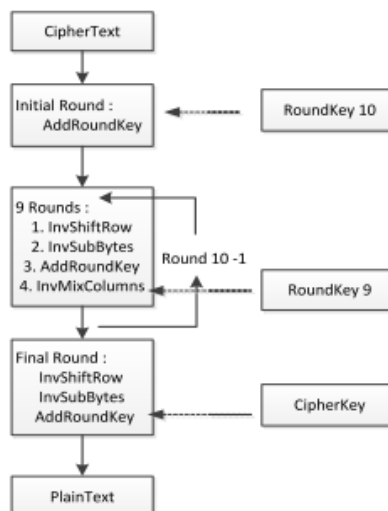 CipherText
Initial Round :
AddRoundKey
RoundKey 10
9 Rounds :
1. InvShiftRow
2. InvSubBytes
3. AddRoundKey
4. InvMixColumns
Round 10 -1
RoundKey 9
Final Round :
InvShiftRow
InvSubBytes
AddRoundKey
CipherKey
PlainText